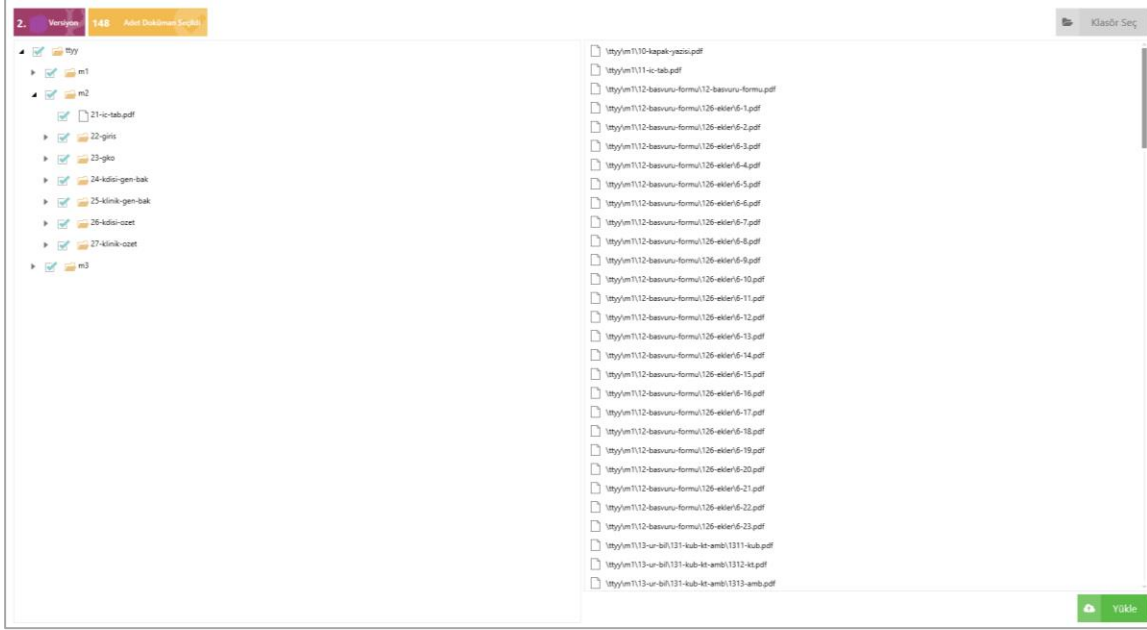 2. Versiyon
148 Adet Doküman Seçildi
Klasör Seç
ttyy
m1
m2
21-ic-tab.pdf
22-giris
23-gko
24-kdisi-gen-bak
25-klinik-gen-bak
26-kdisi-ozet
27-klinik-ozet
m3
\ttyy\m1\10-kapak-yazisi.pdf
\ttyy\m1\11-ic-tab.pdf
\ttyy\m1\12-basvuru-formu\12-basvuru-formu.pdf
\ttyy\m1\12-basvuru-formu\126-ekler\6-1.pdf
\ttyy\m1\12-basvuru-formu\126-ekler\6-2.pdf
\ttyy\m1\12-basvuru-formu\126-ekler\6-3.pdf
\ttyy\m1\12-basvuru-formu\126-ekler\6-4.pdf
\ttyy\m1\12-basvuru-formu\126-ekler\6-5.pdf
\ttyy\m1\12-basvuru-formu\126-ekler\6-6.pdf
\ttyy\m1\12-basvuru-formu\126-ekler\6-7.pdf
\ttyy\m1\12-basvuru-formu\126-ekler\6-8.pdf
\ttyy\m1\12-basvuru-formu\126-ekler\6-9.pdf
\ttyy\m1\12-basvuru-formu\126-ekler\6-10.pdf
\ttyy\m1\12-basvuru-formu\126-ekler\6-11.pdf
\ttyy\m1\12-basvuru-formu\126-ekler\6-12.pdf
\ttyy\m1\12-basvuru-formu\126-ekler\6-13.pdf
\ttyy\m1\12-basvuru-formu\126-ekler\6-14.pdf
\ttyy\m1\12-basvuru-formu\126-ekler\6-15.pdf
\ttyy\m1\12-basvuru-formu\126-ekler\6-16.pdf
\ttyy\m1\12-basvuru-formu\126-ekler\6-17.pdf
\ttyy\m1\12-basvuru-formu\126-ekler\6-18.pdf
\ttyy\m1\12-basvuru-formu\126-ekler\6-19.pdf
\ttyy\m1\12-basvuru-formu\126-ekler\6-20.pdf
\ttyy\m1\12-basvuru-formu\126-ekler\6-21.pdf
\ttyy\m1\12-basvuru-formu\126-ekler\6-22.pdf
\ttyy\m1\12-basvuru-formu\126-ekler\6-23.pdf
\ttyy\m1\13-ur-bil\131-kub-kt-amb\1311-kub.pdf
\ttyy\m1\13-ur-bil\131-kub-kt-amb\1312-kt.pdf
\ttyy\m1\13-ur-bil\131-kub-kt-amb\1313-amb.pdf
Yükle